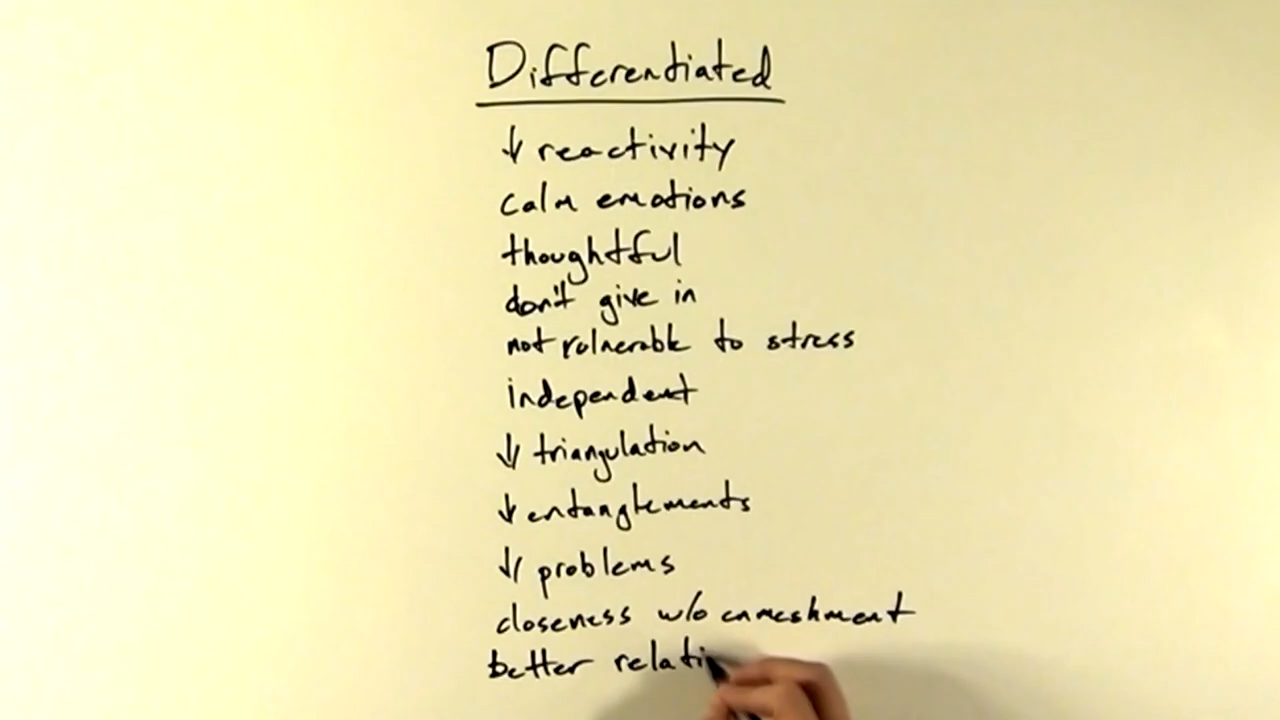 Differentiated
↓ reactivity
calm emotions
thoughtful
don't give in
not vulnerable to stress
independent
↓ triangulation
↓ entanglements
↓ problems
closeness w/o enmeshment
better relati